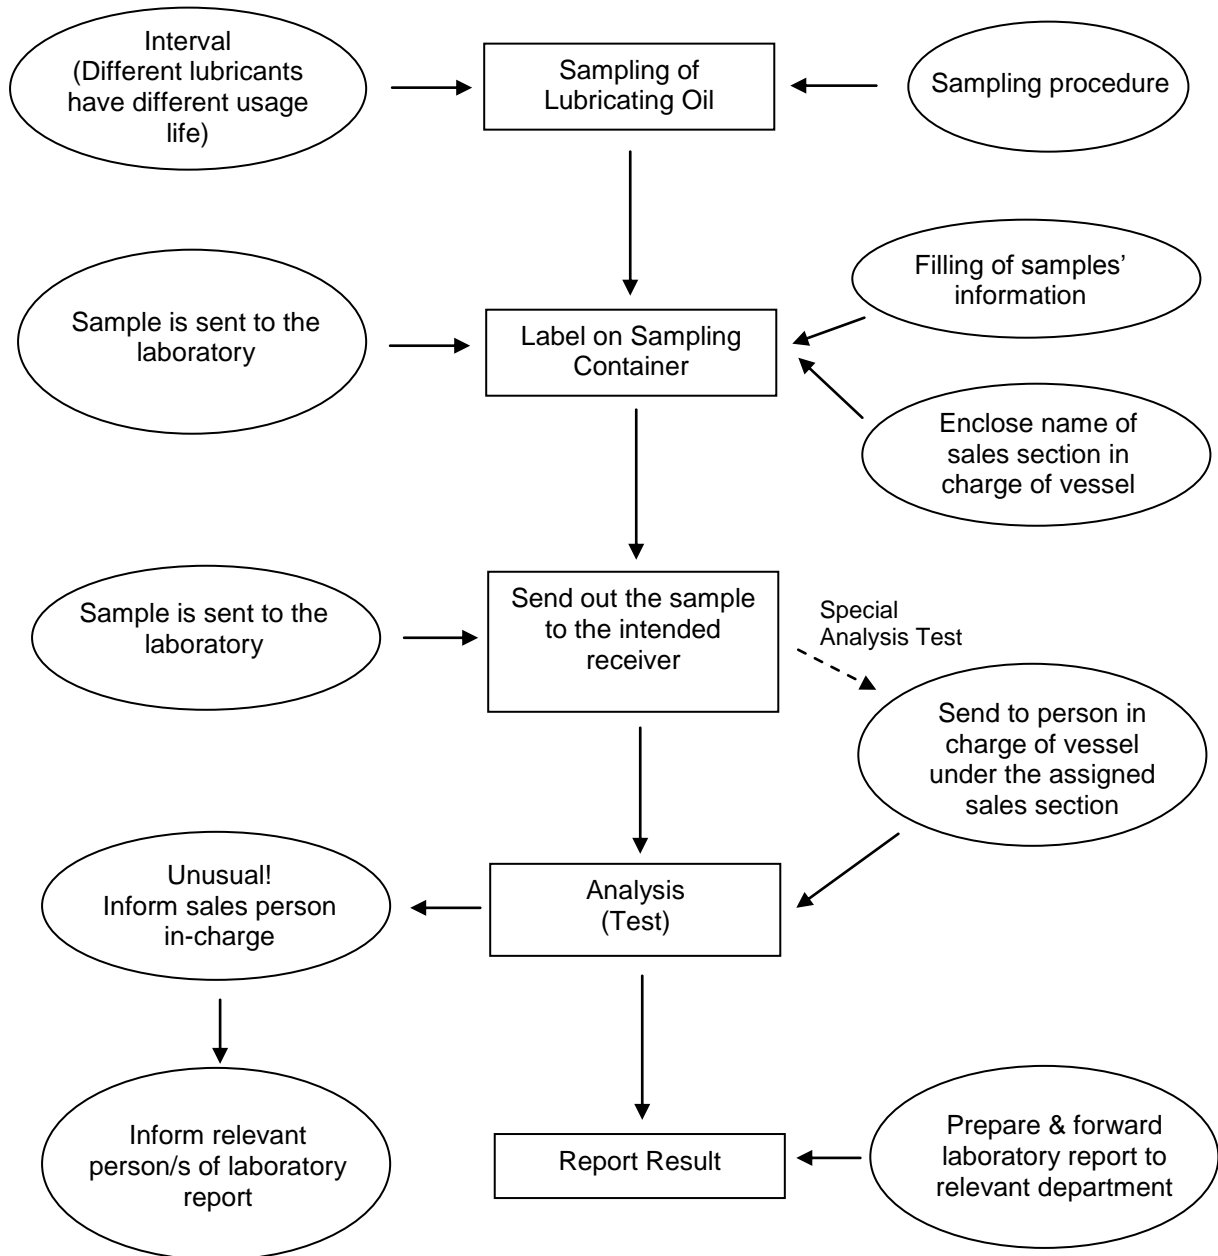 Interval
(Different lubricants
have different usage
life)
Sampling of
Lubricating Oil
Sampling procedure
Sample is sent to the
laboratory
Label on Sampling
Container
Filling of samples’
information
Enclose name of
sales section in
charge of vessel
Sample is sent to the
laboratory
Send out the sample
to the intended
receiver
Special
Analysis Test
Send to person in
charge of vessel
under the assigned
sales section
Unusual!
Inform sales person
in-charge
Analysis
(Test)
Inform relevant
person/s of laboratory
report
Report Result
Prepare & forward
laboratory report to
relevant department